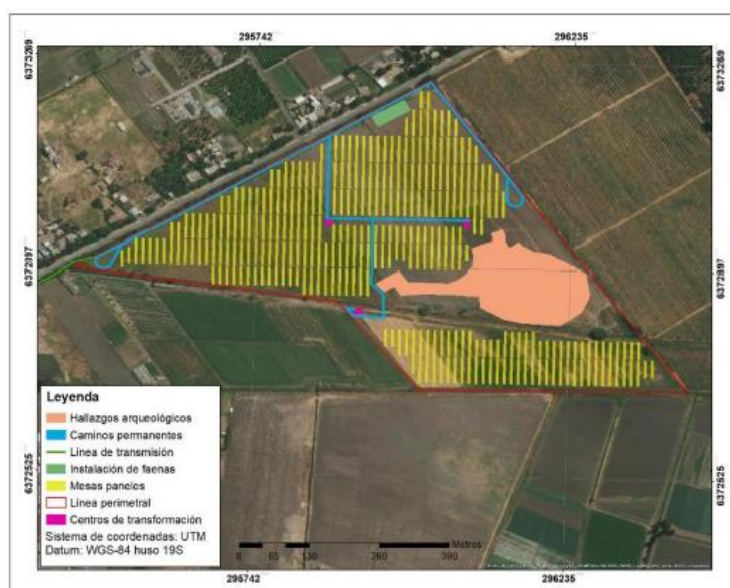 295742 296235
6373269 6373269
6372897 6372897
Leyenda
Hallazgos arqueológicos
Caminos permanentes
Línea de transmisión
Instalación de faenas
Mesas paneles
Línea perimetral
Centros de transformación
Sistema de coordenadas: UTM
Datum: WGS-84 huso 19S
6372525 6372525
Metros
0 65 130 260 390
295742 296235